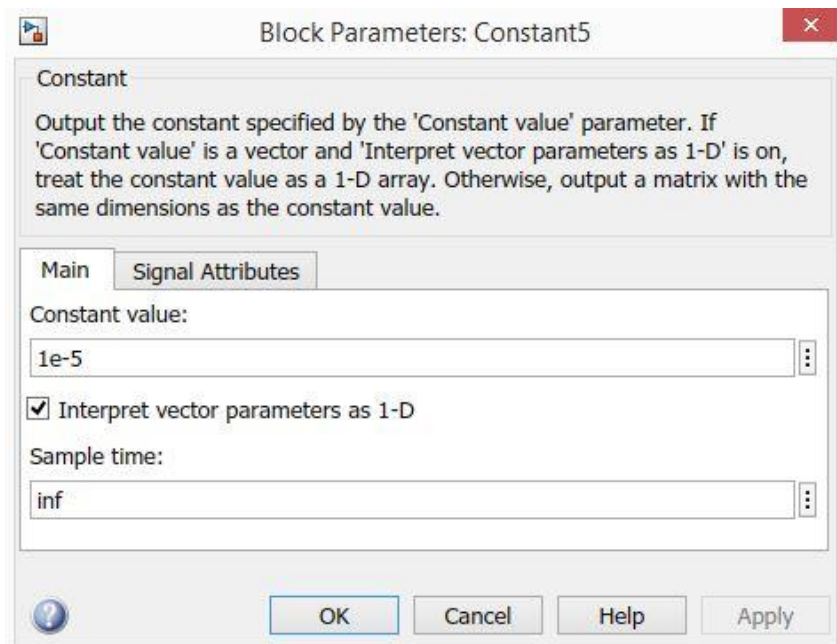 Block Parameters: Constant5
Constant
Output the constant specified by the 'Constant value' parameter. If
'Constant value' is a vector and 'Interpret vector parameters as 1-D' is on,
treat the constant value as a 1-D array. Otherwise, output a matrix with the
same dimensions as the constant value.
Main Signal Attributes
Constant value:
1e-5
Interpret vector parameters as 1-D
Sample time:
inf
OK Cancel Help Apply